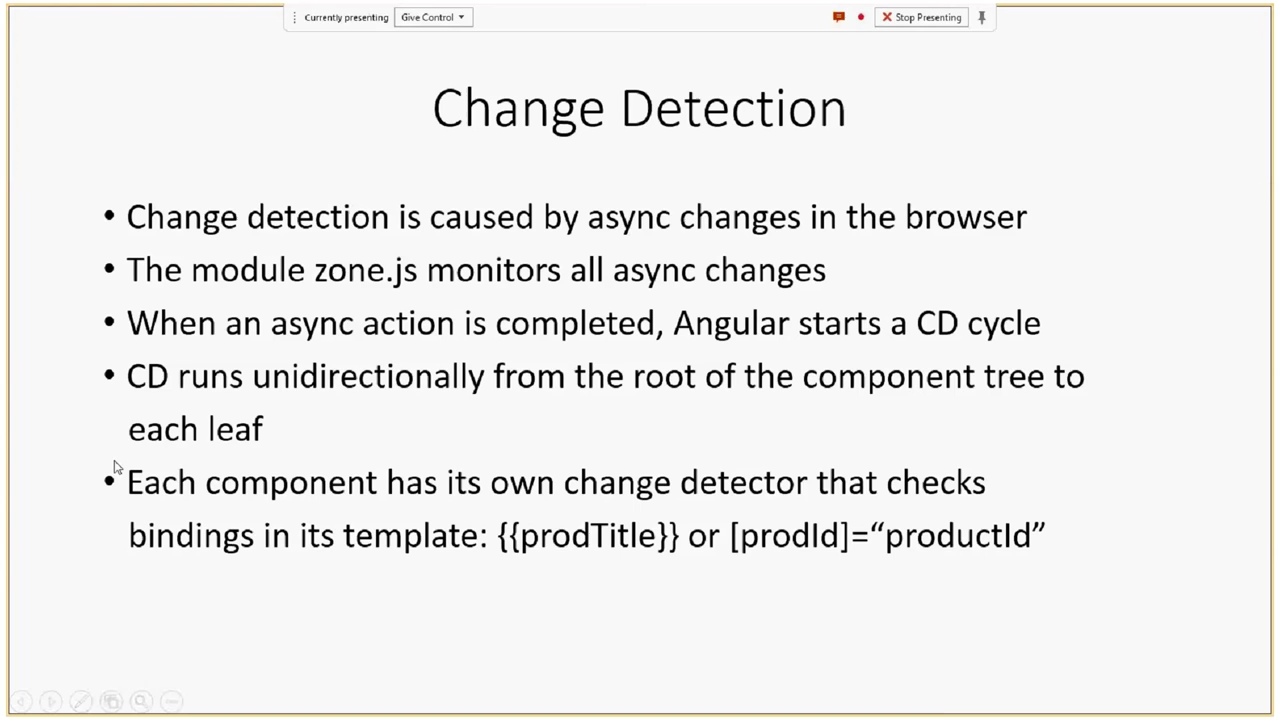 Currently presenting Give Control Stop Presenting
Change Detection
• Change detection is caused by async changes in the browser
• The module zone.js monitors all async changes
• When an async action is completed, Angular starts a CD cycle
• CD runs unidirectionally from the root of the component tree to
each leaf
• Each component has its own change detector that checks
bindings in its template: {{prodTitle}} or [prodId]=“productId”